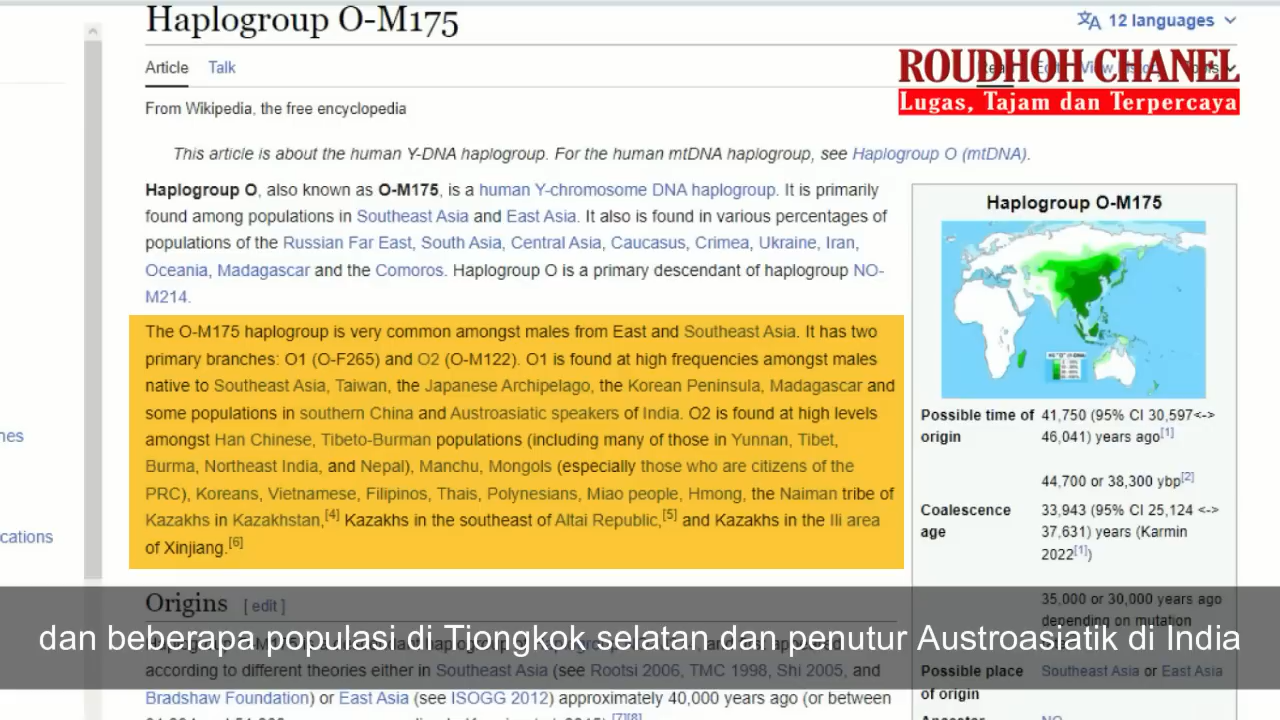 Haplogroup O-M175
12 languages
Article Talk
ROUDHOH CHANEL
Lugas, Tajam dan Terpercaya
From Wikipedia, the free encyclopedia
This article is about the human Y-DNA haplogroup. For the human mtDNA haplogroup, see Haplogroup O (mtDNA).
Haplogroup O, also known as O-M175, is a human Y-chromosome DNA haplogroup. It is primarily
found among populations in Southeast Asia and East Asia. It also is found in various percentages of
populations of the Russian Far East, South Asia, Central Asia, Caucasus, Crimea, Ukraine, Iran,
Oceania, Madagascar and the Comoros. Haplogroup O is a primary descendant of haplogroup NO-
M214.
The O-M175 haplogroup is very common amongst males from East and Southeast Asia. It has two
primary branches: O1 (O-F265) and O2 (O-M122). O1 is found at high frequencies amongst males
native to Southeast Asia, Taiwan, the Japanese Archipelago, the Korean Peninsula, Madagascar and
some populations in southern China and Austroasiatic speakers of India. O2 is found at high levels
amongst Han Chinese, Tibeto-Burman populations (including many of those in Yunnan, Tibet,
Burma, Northeast India, and Nepal), Manchu, Mongols (especially those who are citizens of the
PRC), Koreans, Vietnamese, Filipinos, Thais, Polynesians, Miao people, Hmong, the Naiman tribe of
Kazakhs in Kazakhstan,[4] Kazakhs in the southeast of Altai Republic,[5] and Kazakhs in the Ili area
of Xinjiang.[6]
Origins [ edit ]
according to different theories either in Southeast Asia (see Rootsi 2006, TMC 1998, Shi 2005, and
Bradshaw Foundation) or East Asia (see ISOGG 2012) approximately 40,000 years ago (or between
Haplogroup O-M175
Possible time of origin 41,750 (95% CI 30,597<->
46,041) years ago[1]
44,700 or 38,300 ybp[2]
Coalescence age 33,943 (95% CI 25,124 <->
37,631) years (Karmin
2022[1])
35,000 or 30,000 years ago
depending on mutation
Possible place of origin Southeast Asia or East Asia
dan beberapa populasi di Tiongkok selatan dan penutur Austroasiatik di India